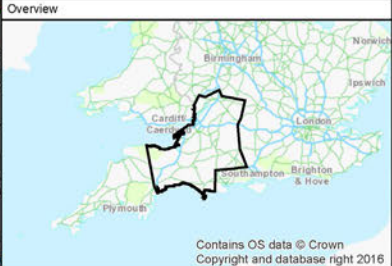 Overview
Norwich
Birmingham
Ipswich
Cardiff
Caerdydd
London
Southampton
Brighton
& Hove
Plymouth
Contains OS data © Crown
Copyright and database right 2016